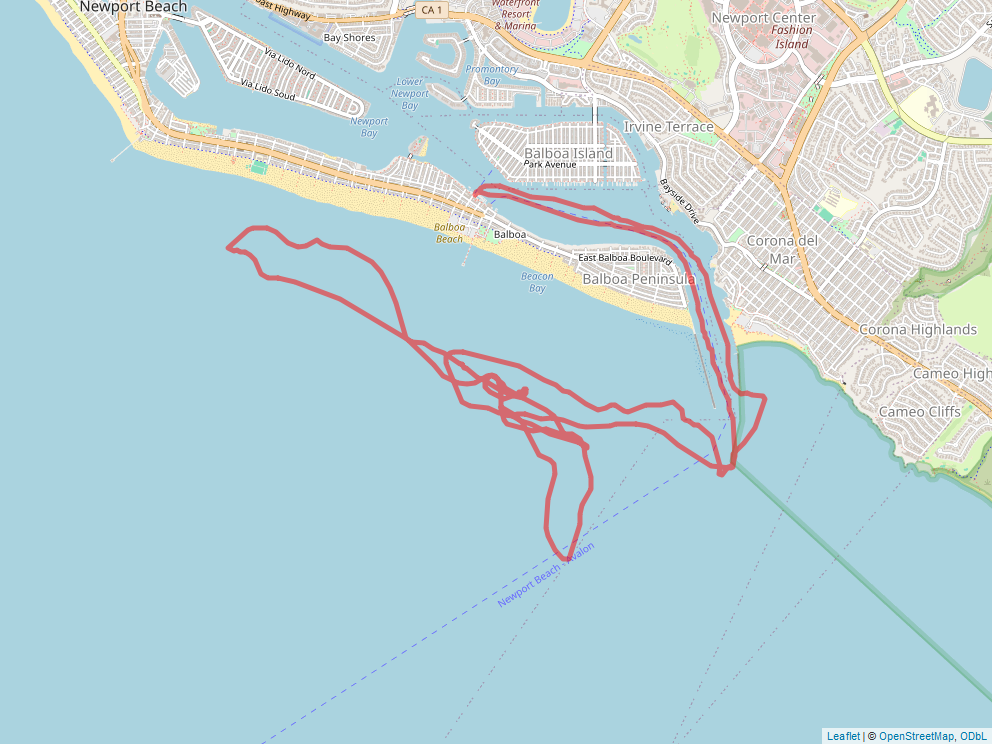 Newport Beach
oast Highway
CA 1
Waterfront
Resort
& Marina
Newport Center
Fashion
Island
Bay Shores
Via Lido Nord
Via Lido Soud
Promontory
Bay
Lower
Newport
Bay
Newport
Bay
Irvine Terrace
Balboa Island
Park Avenue
Bayside Drive
Balboa
Beach
Balboa
East Balboa Boulevard
Balboa Peninsula
Beacon
Bay
Corona del
Mar
Corona Highlands
Cameo High
Cameo Cliffs
Newport Beach - Avalon
Leaflet | © OpenStreetMap, ODbL